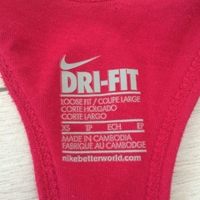 DRI-FIT
LOOSE FIT / COUPE LARGE
CORTE HOLGADO
CORTE LARGO
XS TP ECH EP
MADE IN CAMBODIA
FABRIQUÉ AU CAMBODGE
nikebetterworld.com